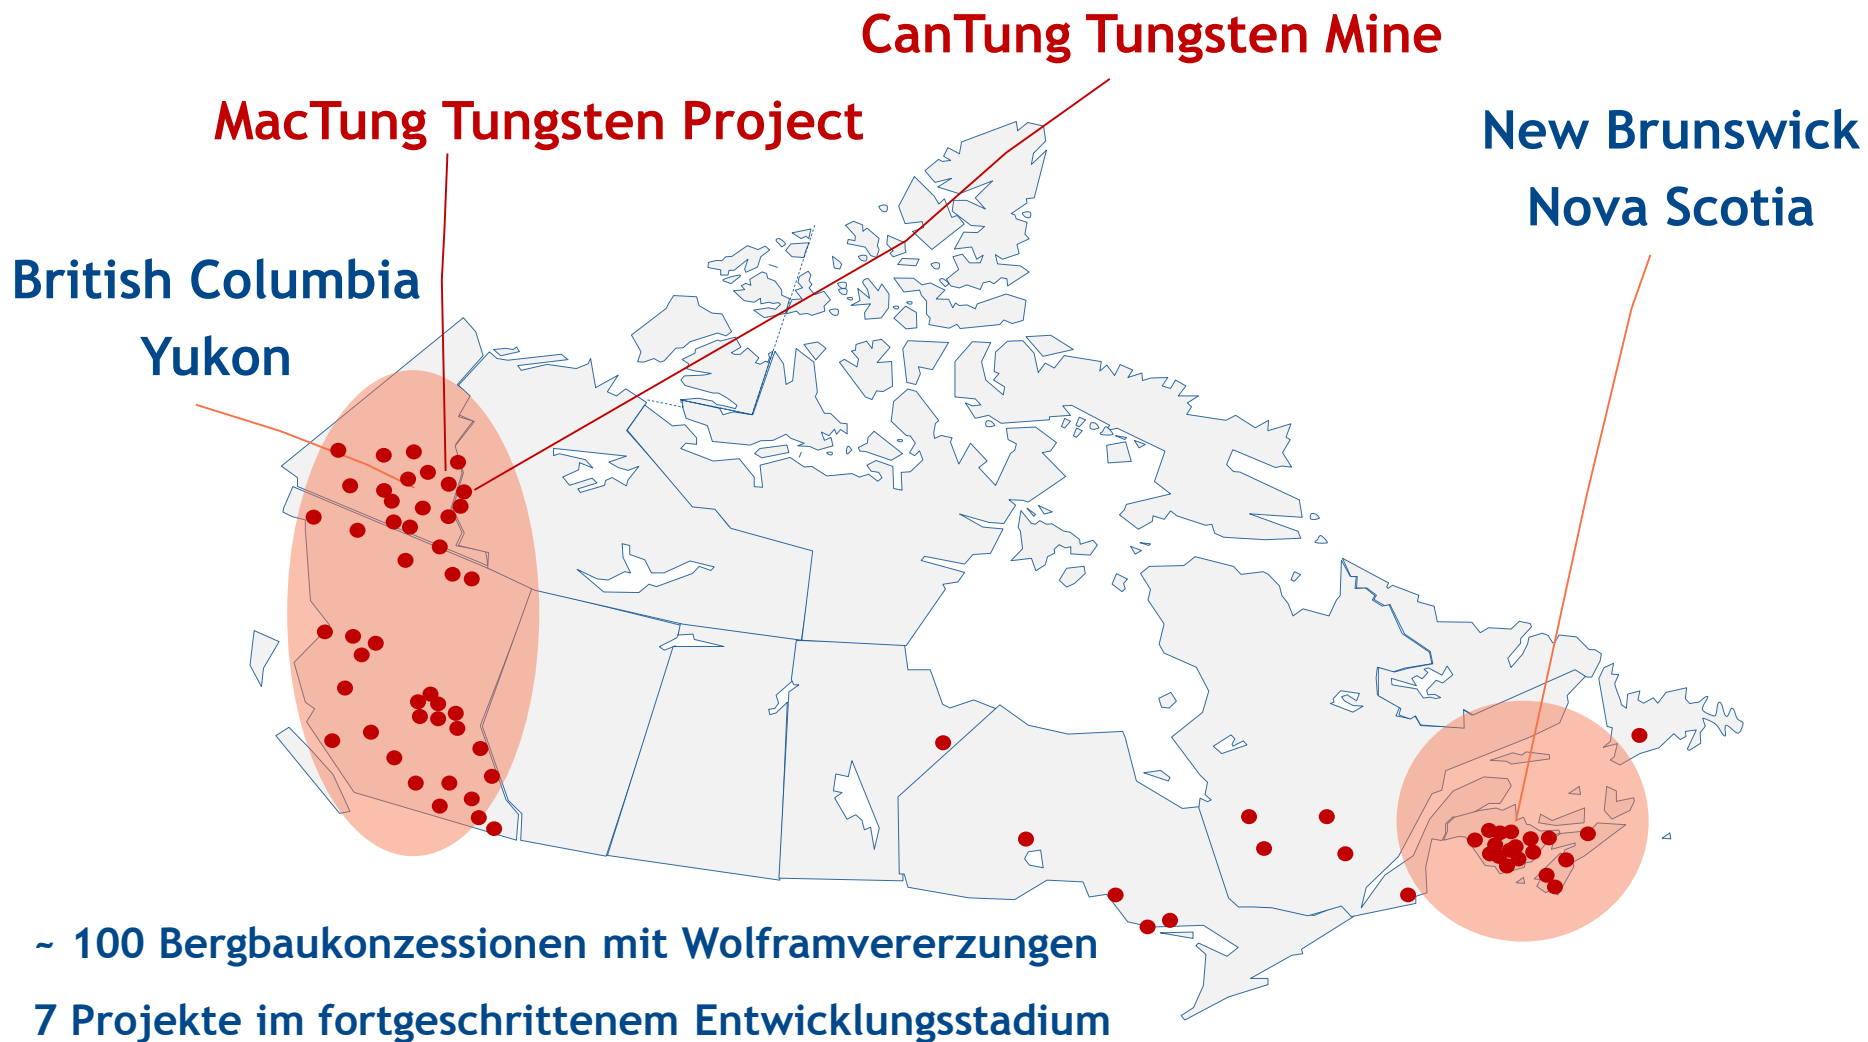 CanTung Tungsten Mine
MacTung Tungsten Project
New Brunswick
Nova Scotia
British Columbia
Yukon
~ 100 Bergbaukonzessionen mit Wolframvererzungen
7 Projekte im fortgeschrittenem Entwicklungsstadium